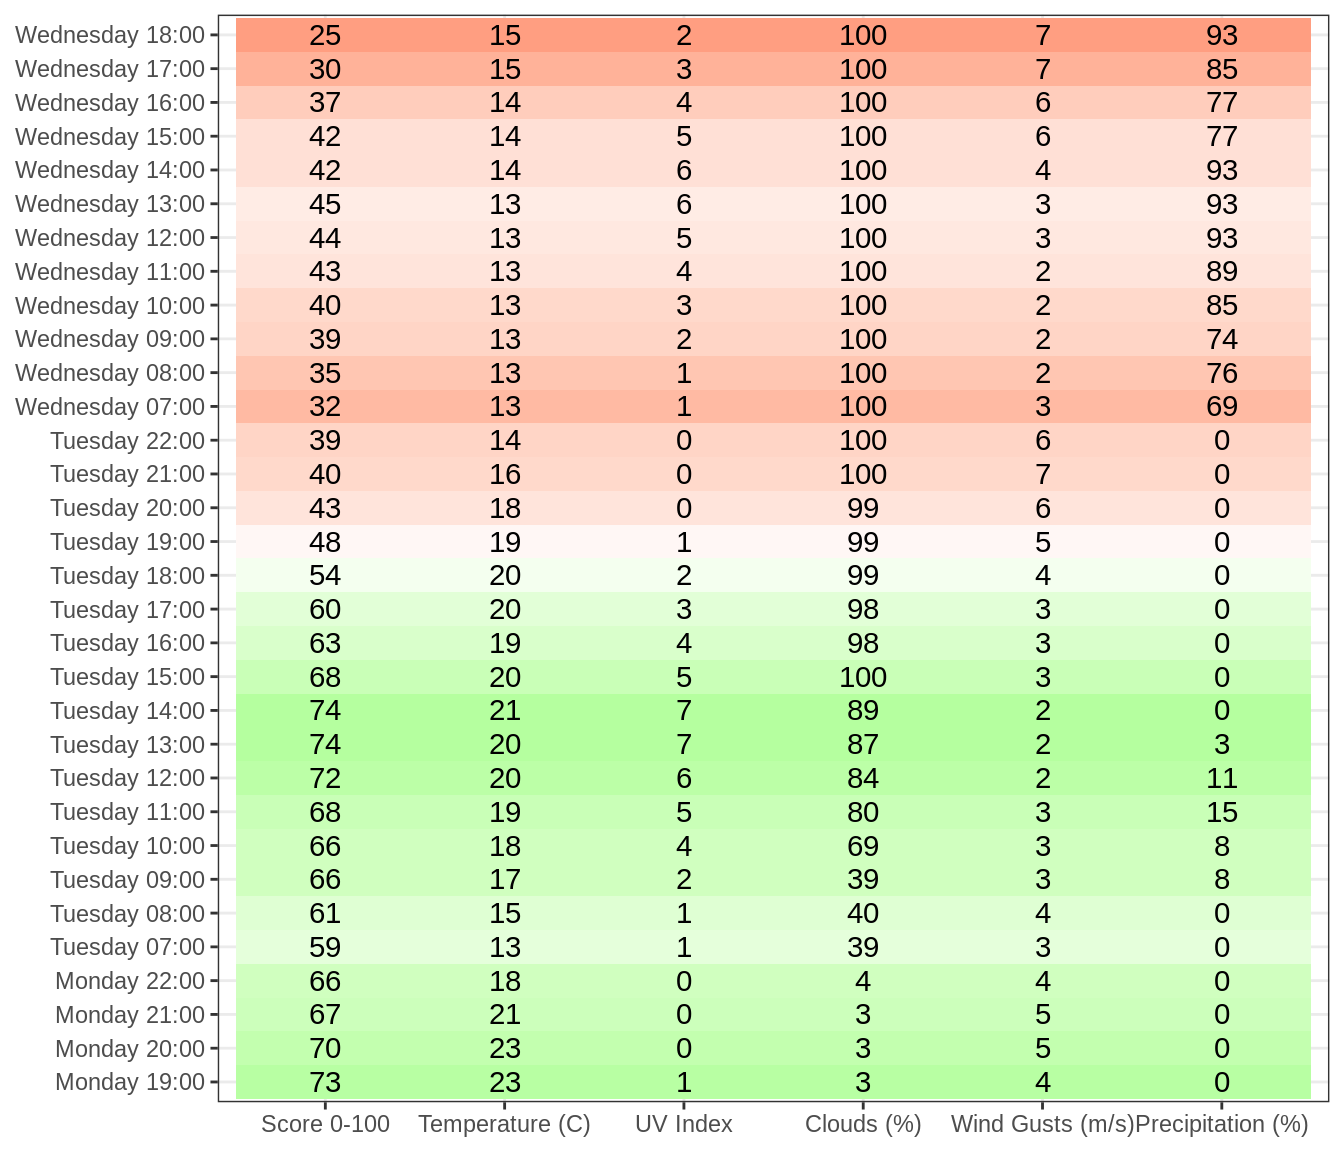 Wednesday 18:00 25 15 2 100 7 93
Wednesday 17:00 30 15 3 100 7 85
Wednesday 16:00 37 14 4 100 6 77
Wednesday 15:00 42 14 5 100 6 77
Wednesday 14:00 42 14 6 100 4 93
Wednesday 13:00 45 13 6 100 3 93
Wednesday 12:00 44 13 5 100 3 93
Wednesday 11:00 43 13 4 100 2 89
Wednesday 10:00 40 13 3 100 2 85
Wednesday 09:00 39 13 2 100 2 74
Wednesday 08:00 35 13 1 100 2 76
Wednesday 07:00 32 13 1 100 3 69
Tuesday 22:00 39 14 0 100 6 0
Tuesday 21:00 40 16 0 100 7 0
Tuesday 20:00 43 18 0 99 6 0
Tuesday 19:00 48 19 1 99 5 0
Tuesday 18:00 54 20 2 99 4 0
Tuesday 17:00 60 20 3 98 3 0
Tuesday 16:00 63 19 4 98 3 0
Tuesday 15:00 68 20 5 100 3 0
Tuesday 14:00 74 21 7 89 2 0
Tuesday 13:00 74 20 7 87 2 3
Tuesday 12:00 72 20 6 84 2 11
Tuesday 11:00 68 19 5 80 3 15
Tuesday 10:00 66 18 4 69 3 8
Tuesday 09:00 66 17 2 39 3 8
Tuesday 08:00 61 15 1 40 4 0
Tuesday 07:00 59 13 1 39 3 0
Monday 22:00 66 18 0 4 4 0
Monday 21:00 67 21 0 3 5 0
Monday 20:00 70 23 0 3 5 0
Monday 19:00 73 23 1 3 4 0
Score 0-100 Temperature (C) UV Index Clouds (%) Wind Gusts (m/s) Precipitation (%)